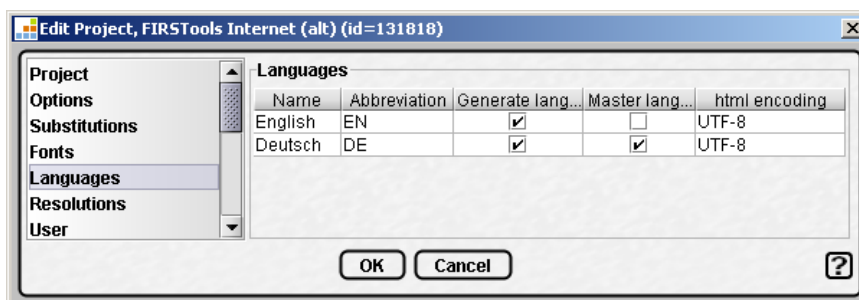 Edit Project, FIRSTools Internet (alt) (id=131818)
Project
Options
Substitutions
Fonts
Languages
Resolutions
User
Languages
Name Abbreviation Generate lang... Master lang... html encoding
English EN UTF-8
Deutsch DE UTF-8
OK Cancel ?